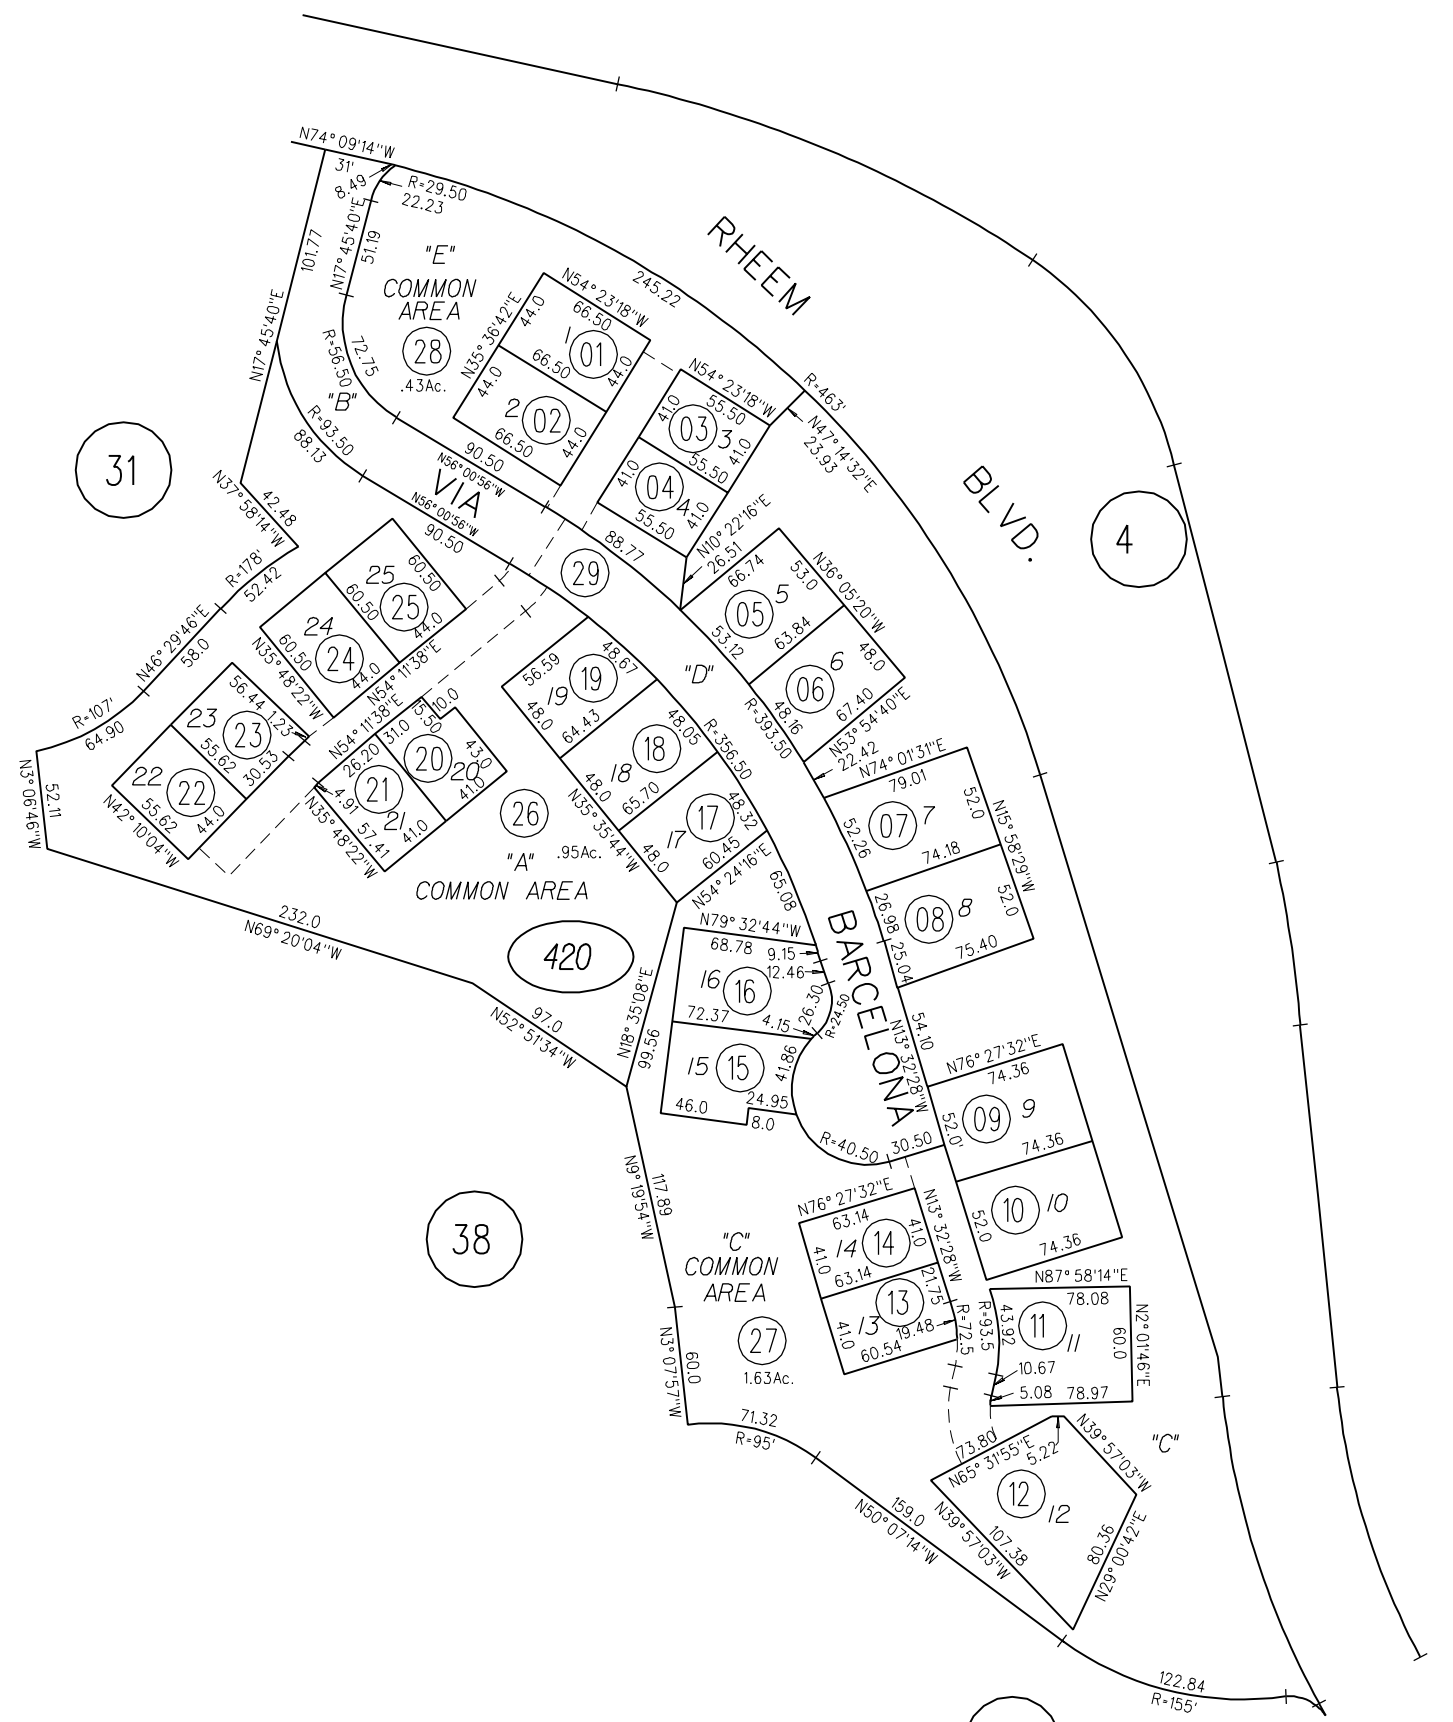 N74° 09'14"W
31'
8.49
R=29.50
22.23
N17° 45'40"E
51.19
101.77
N17° 45'40"E
"E"
COMMON
AREA
28
.43Ac.
R=56.50
72.75
"B"
R=93.50
88.13
245.22
RHEEM
BLVD.
R=463'
N54° 23'18"W
66.50
N35° 36'42"E
44.0
1
01
44.0
66.50
44.0
2
02
44.0
66.50
N54° 23'18"W
55.50
41.0
03
3
41.0
55.50
41.0
04
4
41.0
55.50
N47° 14'32"E
23.93
31
4
N37° 58'14"W
42.48
90.50
N56° 00'56"W
VIA
N56° 00'56"W
90.50
88.77
29
N10° 22'16"E
26.51
66.74
53.0
N36° 05'20"W
05
5
53.12
63.84
48.0
06
6
48.16
67.40
N53° 54'40"E
R=178'
52.42
N46° 29'46"E
58.0
R=107'
64.90
60.50
25
25
60.50
44.0
24
24
60.50
44.0
N35° 48'22"W
N54° 11'38"E
56.44
1.23
23
23
55.62
30.53
22
22
55.62
44.0
N42° 10'04"W
N3° 06'46"W
52.11
N54° 11'38"E
26.20
31.0
5.50
10.0
20
20
43.0
41.0
21
21
4.91
57.41
41.0
N35° 48'22"W
56.59
48.67
19
19
48.0
64.43
"D"
48.05
18
18
48.0
65.70
R=356.50
R=393.50
N35° 35'44"W
48.32
17
17
48.0
60.45
N54° 24'16"E
65.08
26
"A"
.95Ac.
COMMON AREA
420
22.42
N74° 01'31"E
79.01
52.0
N15° 58'29"W
07
7
52.26
74.18
08
8
26.98
52.0
25.04
75.40
232.0
N69° 20'04"W
97.0
N52° 51'34"W
N18° 35'08"E
99.56
N79° 32'44"W
68.78
9.15
12.46
16
16
26.30
R=24.50
72.37
4.15
15
15
41.86
46.0
24.95
8.0
BARCELONA
N13° 32'28"W
54.10
R=40.50
30.50
N76° 27'32"E
74.36
09
9
52.0'
74.36
10
10
52.0
74.36
38
N9° 19'54"W
117.89
"C"
COMMON
AREA
27
1.63Ac.
N76° 27'32"E
63.14
14
14
41.0
41.0
N13° 32'28"W
63.14
21.75
13
13
41.0
19.48
60.54
R=72.5
R=93.5
N87° 58'14"E
78.08
43.92
11
11
60.0
N2° 01'46"E
10.67
5.08
78.97
N3° 07'57"W
60.0
71.32
R=95'
73.80
N65° 31'55"E
5.22
N39° 57'03"W
"C"
12
12
107.38
N39° 57'03"W
80.36
N29° 00'42"E
159.0
N50° 07'14"W
122.84
R=155'